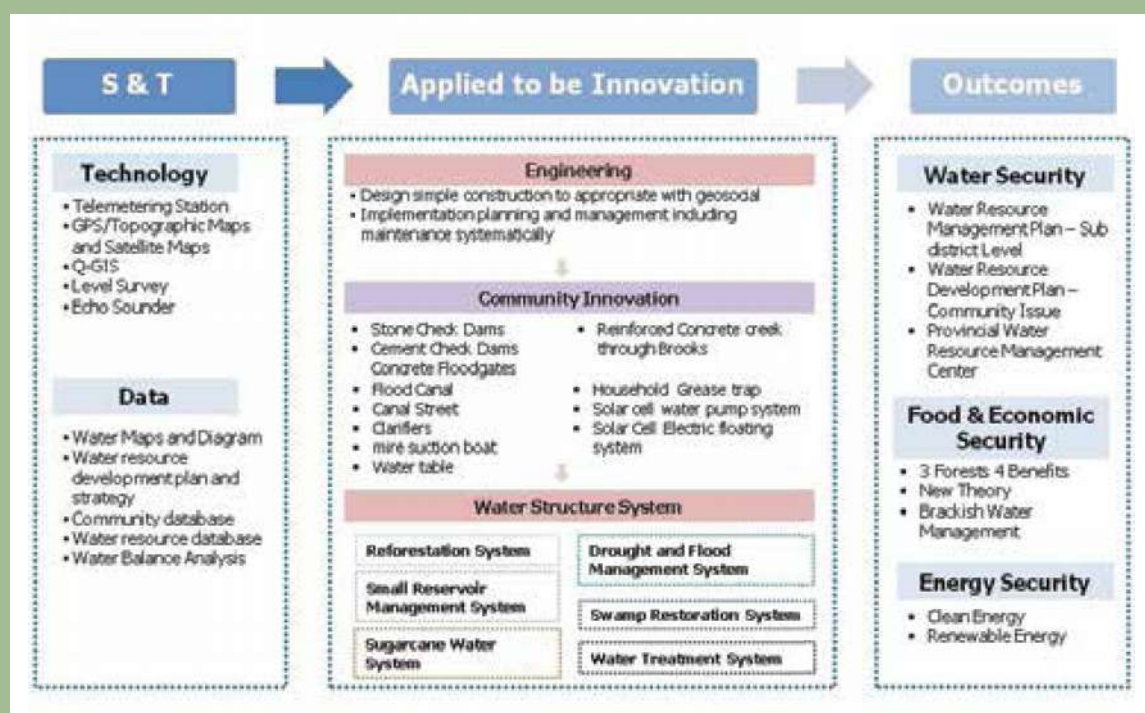 S & T
Applied to be Innovation
Outcomes
Technology
• Telemetering Station
• GPS/Topographic Maps
and Satellite Maps
• Q-GIS
• Level Survey
• Echo Sounder
Data
• Water Maps and Diagram
• Water resource
development plan and
strategy
• Community database
• Water resource database
• Water Balance Analysis
Engineering
• Design simple construction to appropriate with geosocial
• Implementation planning and management including
maintenance systematically
Community Innovation
• Stone Check Dams
• Cement Check Dams
Concrete Floodgates
• Flood Canal
• Canal Street
• Clarifiers
• mire suction boat
• Water table
• Reinforced Concrete creek
through Brooks
• Household Grease trap
• Solar cell water pump system
• Solar Cell Electric floating
system
Water Structure System
Reforestation System
Small Reservoir
Management System
Sugarcane Water
System
Drought and Flood
Management System
Swamp Restoration System
Water Treatment System
Water Security
• Water Resource
Management Plan – Sub
district Level
• Water Resource
Development Plan –
Community Issue
• Provincial Water
Resource Management
Center
Food & Economic
Security
• 3 Forests 4 Benefits
• New Theory
• Brackish Water
Management
Energy Security
• Clean Energy
• Renewable Energy